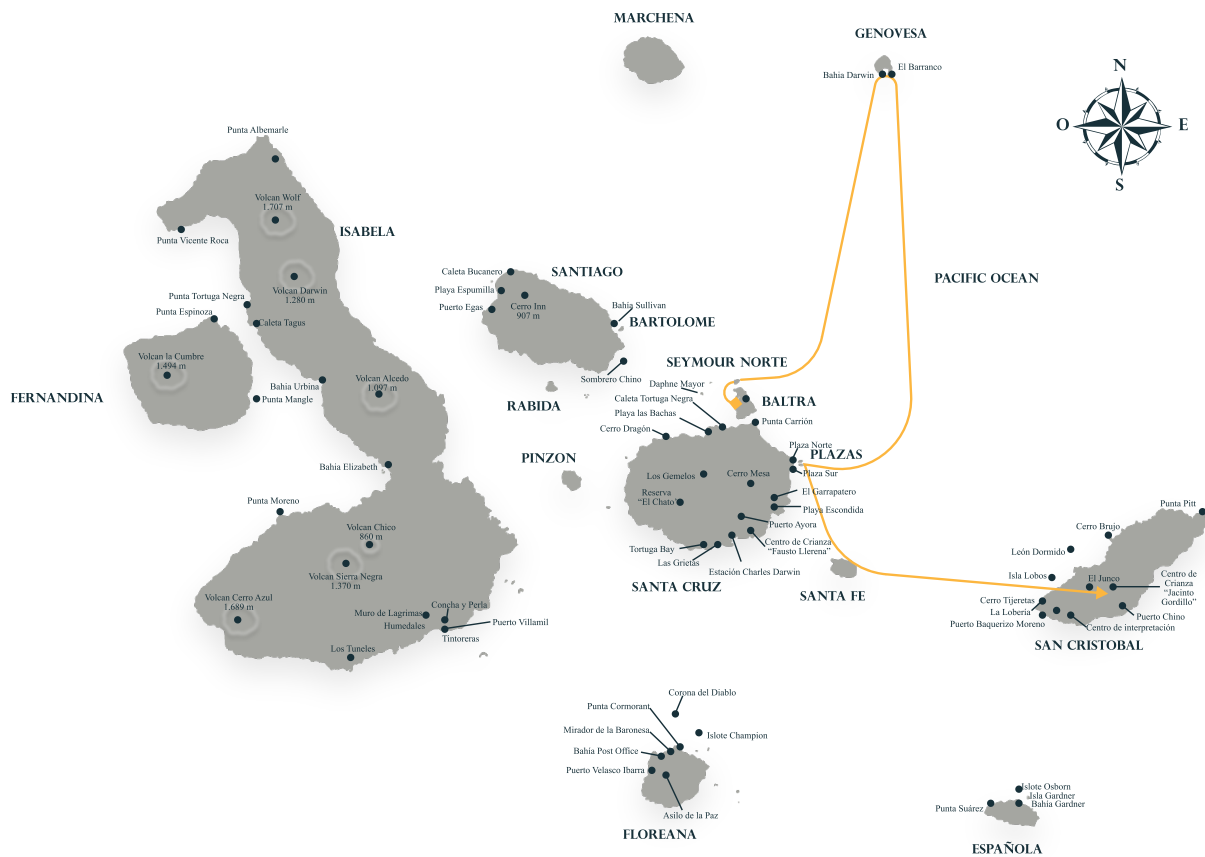 MARCHENA
GENOVESA
Bahia Darwin
El Barranco
N
O
E
S
Punta Albemarle
Volcan Wolf
1.707 m
Punta Vicente Roca
ISABELA
Volcan Darwin
1.280 m
Punta Tortuga Negra
Punta Espinoza
Caleta Tagus
Volcan la Cumbre
1.494 m
FERNANDINA
Bahia Urbina
Punta Mangle
Volcan Alcedo
1.097 m
Bahia Elizabeth
Punta Moreno
Volcan Chico
860 m
Volcan Sierra Negra
1.370 m
Volcan Cerro Azul
1.689 m
Muro de Lagrimas
Humedales
Concha y Perla
Puerto Villamil
Tintoreras
Los Tuneles
SANTIAGO
Caleta Bucanero
Playa Espumilla
Puerto Egas
Cerro Inn
907 m
Bahía Sullivan
BARTOLOME
Sombrero Chino
RABIDA
PINZON
PACIFIC OCEAN
SEYMOUR NORTE
Daphne Mayor
BALTRA
Caleta Tortuga Negra
Playa las Bachas
Cerro Dragón
Punta Carrión
Plaza Norte
PLAZAS
Plaza Sur
Los Gemelos
Cerro Mesa
Reserva
“El Chato”
El Garrapatero
Playa Escondida
Puerto Ayora
Centro de Crianza
“Fausto Llerena”
Tortuga Bay
Las Grietas
Estación Charles Darwin
SANTA CRUZ
SANTA FE
Punta Pitt
Cerro Brujo
León Dormido
Isla Lobos
El Junco
Centro de
Crianza
“Jacinto
Gordillo”
Cerro Tijeretas
La Loberia
Puerto Baquerizo Moreno
Puerto Chino
Centro de interpretación
SAN CRISTOBAL
Corona del Diablo
Punta Cormorant
Islote Champion
Mirador de la Baronesa
Bahía Post Office
Puerto Velasco Ibarra
Asilo de la Paz
FLOREANA
Islote Osborn
Isla Gardner
Bahia Gardner
Punta Suárez
ESPAÑOLA